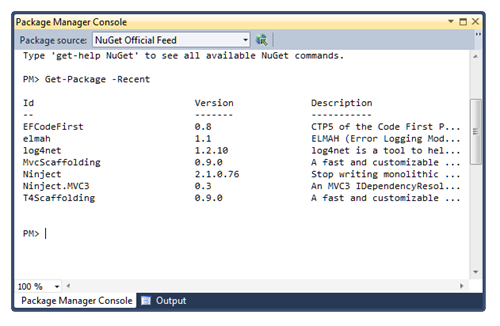 Package Manager Console
Package source: NuGet Official Feed
Type 'get-help NuGet' to see all available NuGet commands.
PM> Get-Package -Recent
Id Version Description
-- ------- -----------
EFCodeFirst 0.8 CTP5 of the Code First P...
elmah 1.1 ELMAH (Error Logging Mod...
log4net 1.2.10 log4net is a tool to hel...
MvcScaffolding 0.9.0 A fast and customizable ...
Ninject 2.1.0.76 Stop writing monolithic ...
Ninject.MVC3 0.3 An MVC3 IDependencyResol...
T4Scaffolding 0.9.0 A fast and customizable ...
PM>
100 %
Package Manager Console Output